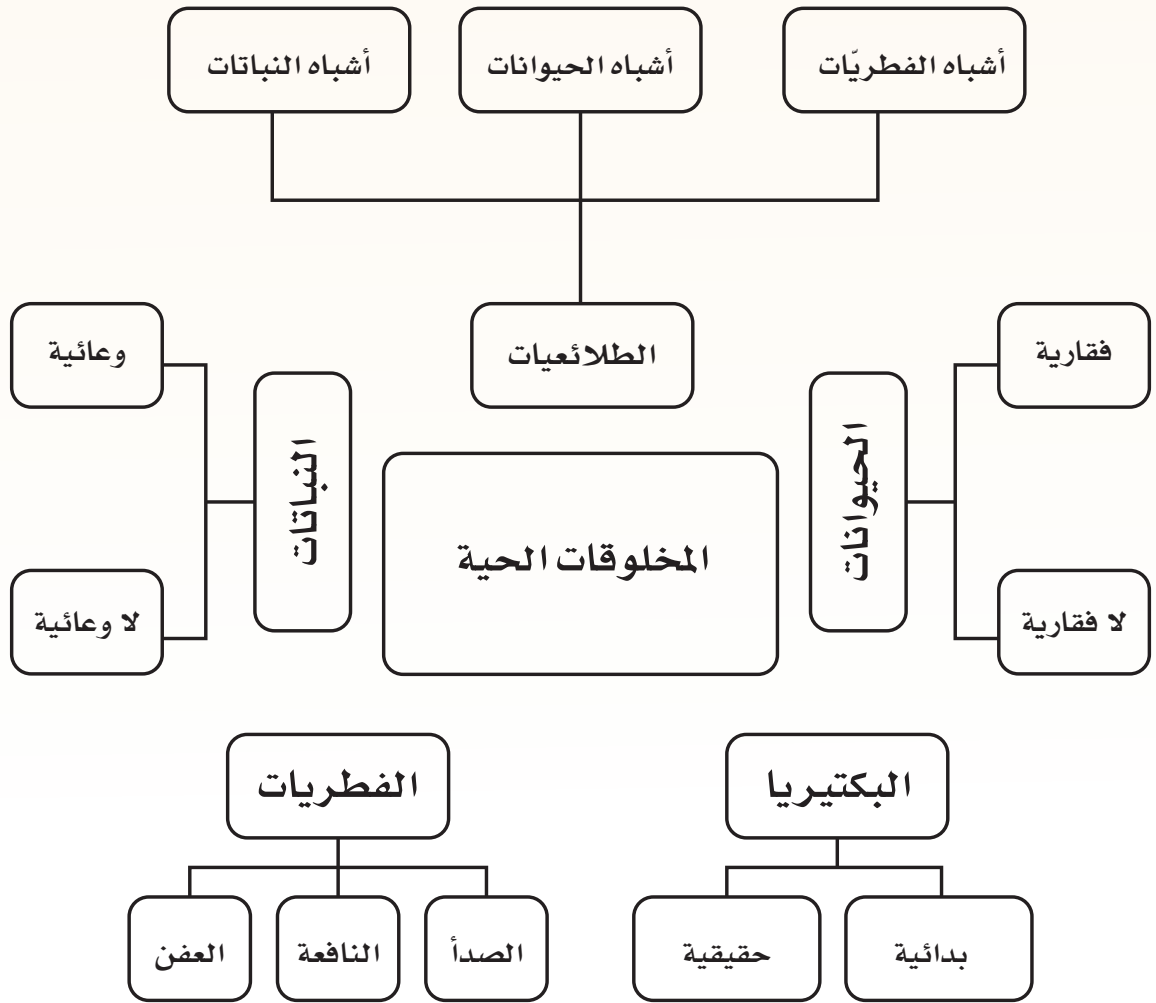 أشباه الفطريّات
أشباه الحيوانات
أشباه النباتات
الطلائعيات
فقارية
الحيوانات
لا فقارية
المخلوقات الحية
وعائية
النباتات
لا وعائية
البكتيريا
بدائية
حقيقية
الفطريات
الصدأ
النافعة
العفن